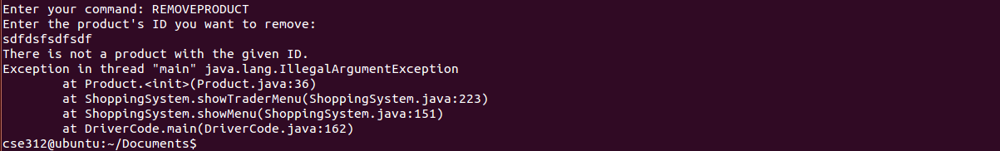 Enter your command: REMOVEPRODUCT
Enter the product's ID you want to remove:
sdfdsfsdfsdf
There is not a product with the given ID.
Exception in thread "main" java.lang.IllegalArgumentException
        at Product.<init>(Product.java:36)
        at ShoppingSystem.showTraderMenu(ShoppingSystem.java:223)
        at ShoppingSystem.showMenu(ShoppingSystem.java:151)
        at DriverCode.main(DriverCode.java:162)
cse312@ubuntu:~/Documents$